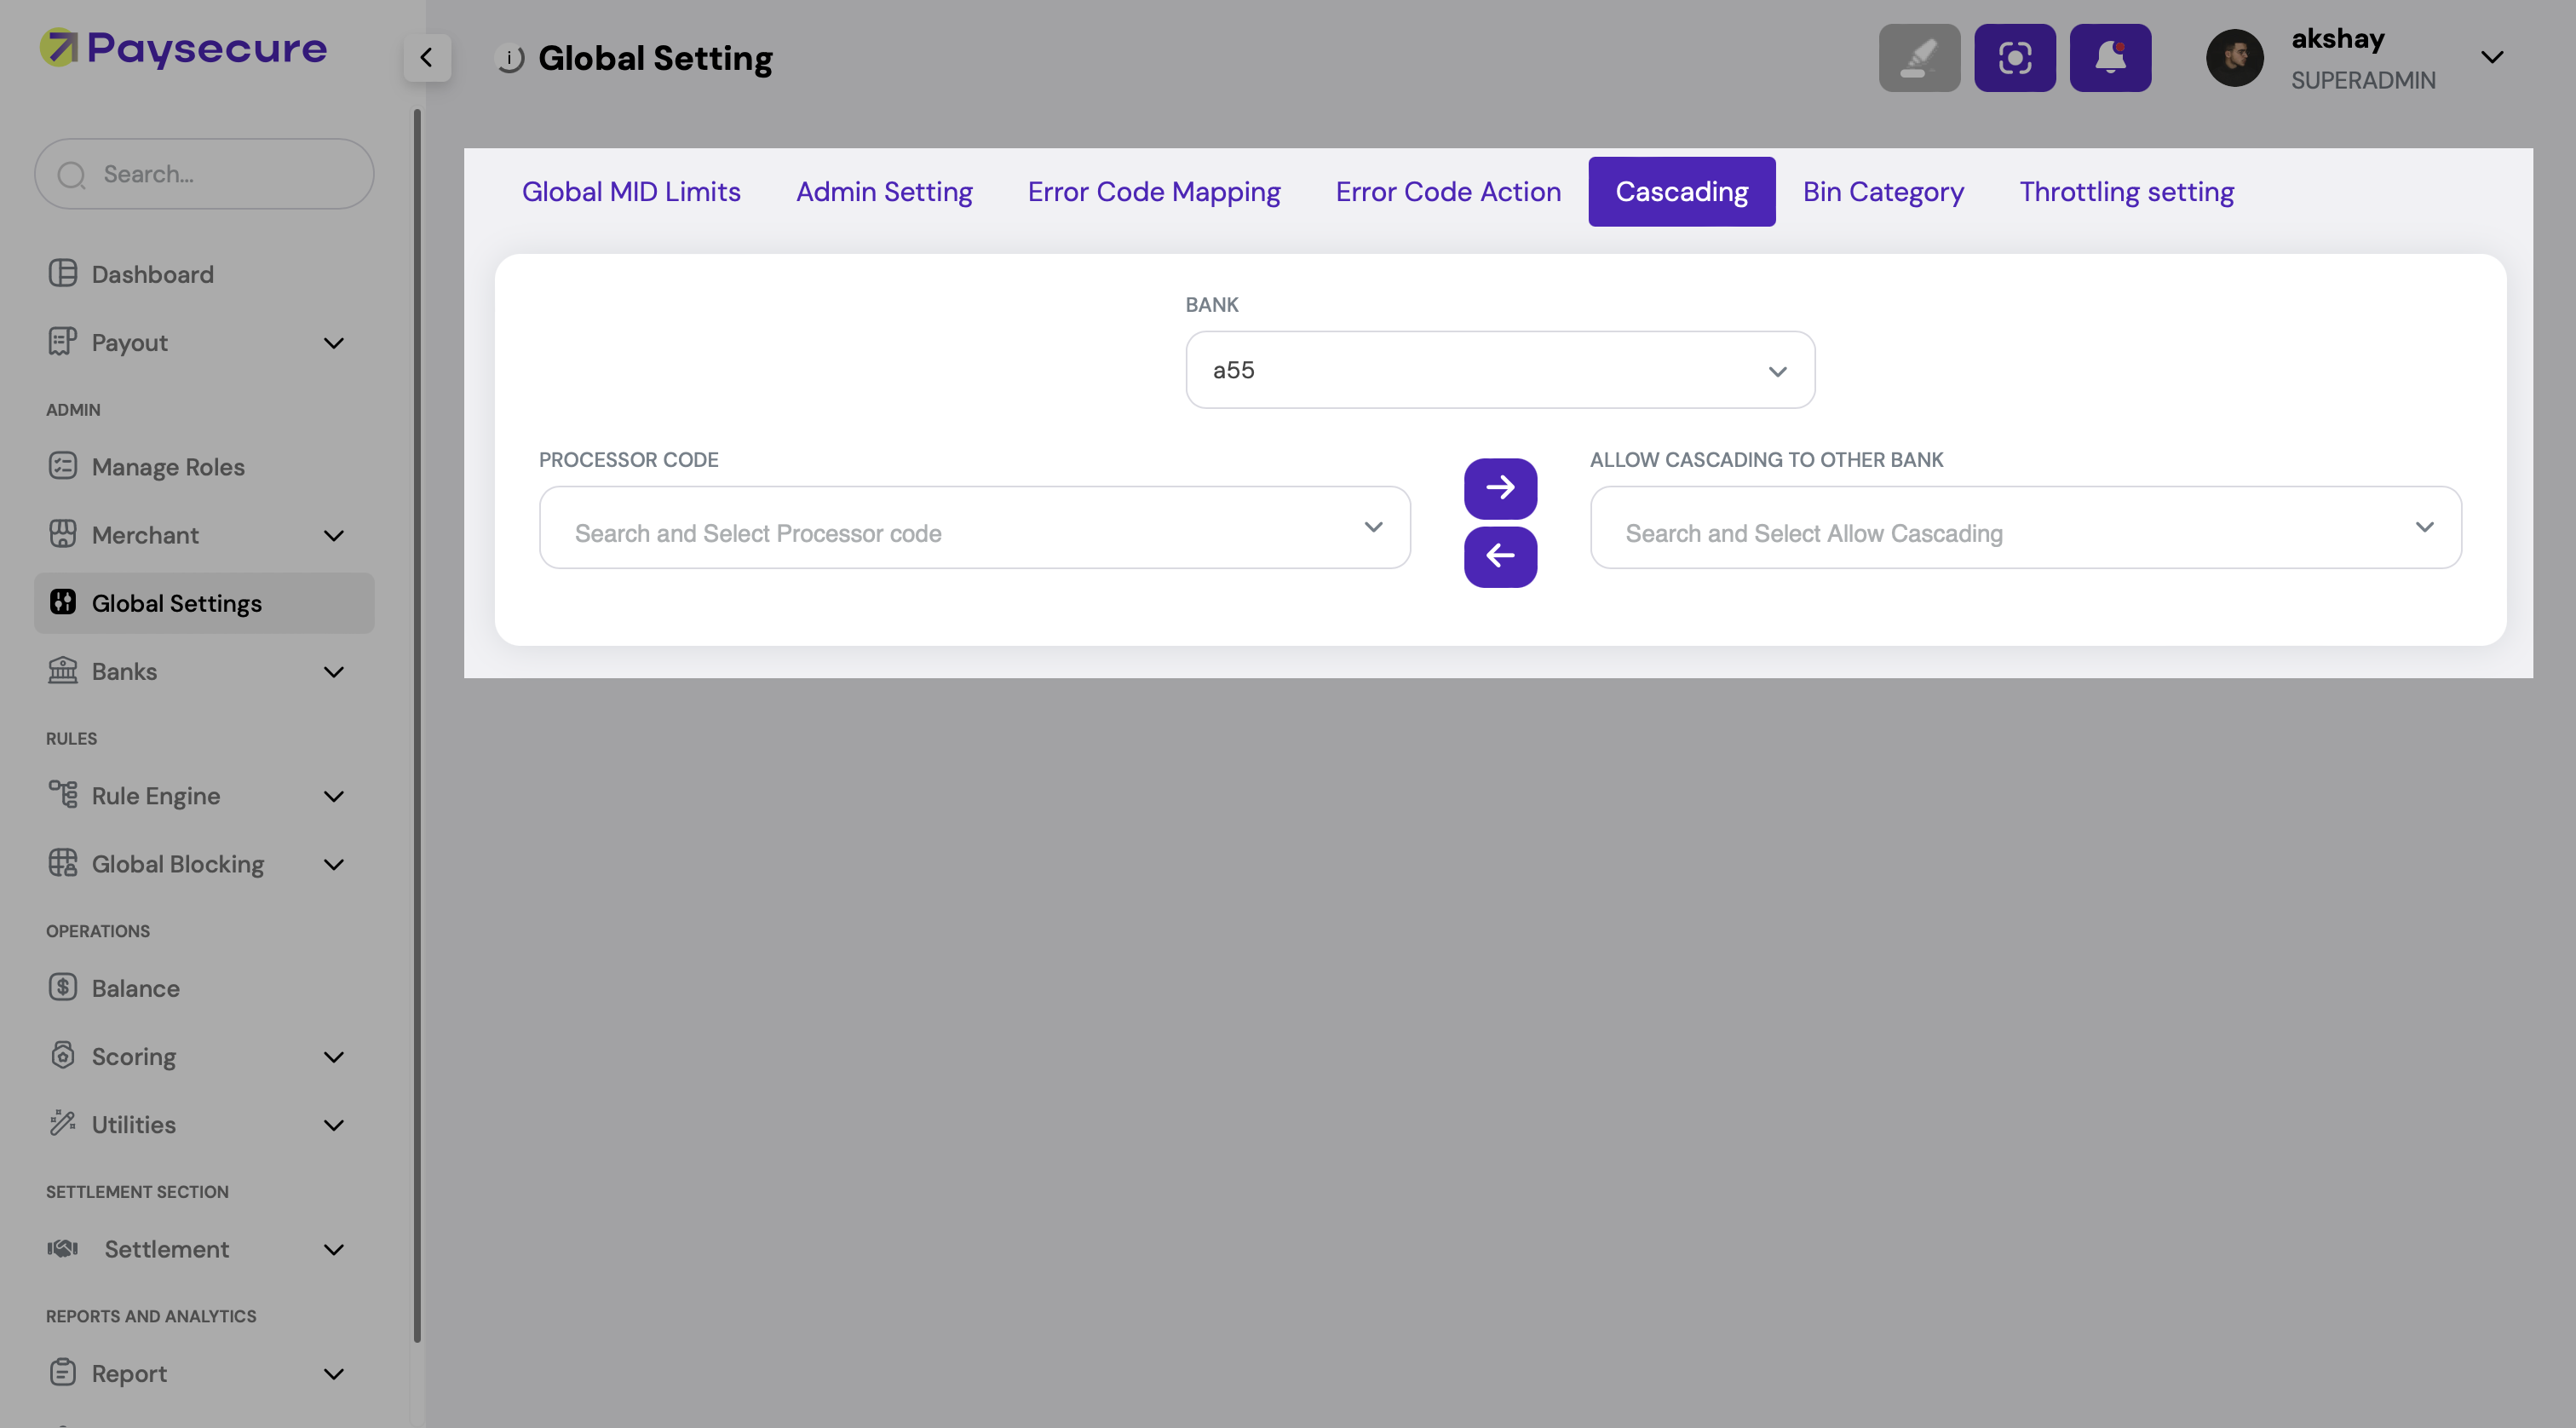 Paysecure
Search...
Dashboard
Payout
ADMIN
Manage Roles
Merchant
Global Settings
Banks
RULES
Rule Engine
Global Blocking
OPERATIONS
Balance
Scoring
Utilities
SETTLEMENT SECTION
Settlement
REPORTS AND ANALYTICS
Report
i Global Setting
akshay
SUPERADMIN
Global MID Limits Admin Setting Error Code Mapping Error Code Action Cascading Bin Category Throttling setting
BANK
a55
PROCESSOR CODE
Search and Select Processor code
ALLOW CASCADING TO OTHER BANK
Search and Select Allow Cascading